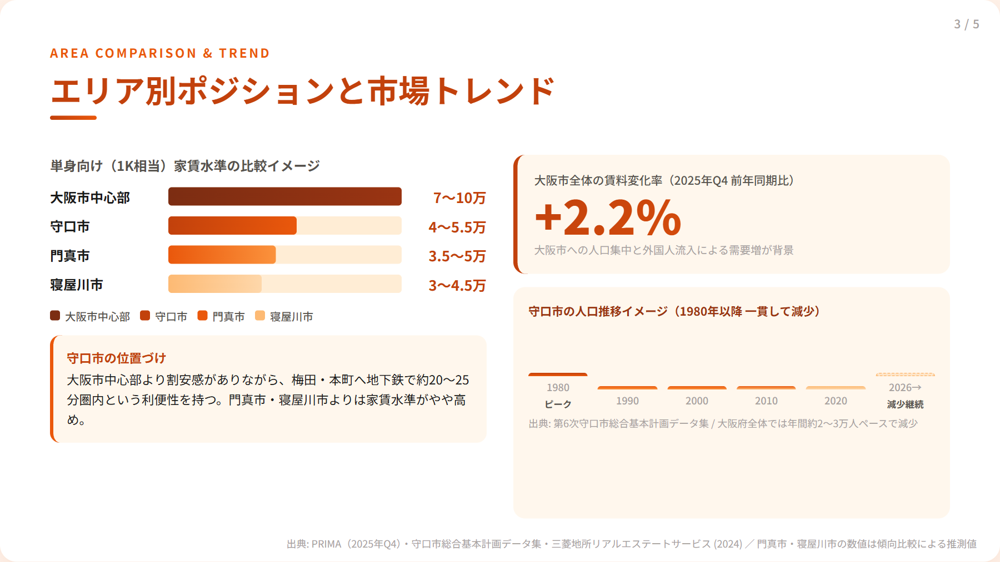 3 / 5
AREA COMPARISON & TREND
エリア別ポジションと市場トレンド
単身向け（1K相当）家賃水準の比較イメージ
大阪市中心部 7〜10万
守口市 4〜5.5万
門真市 3.5〜5万
寝屋川市 3〜4.5万
大阪市中心部 守口市 門真市 寝屋川市
守口市の位置づけ
大阪市中心部より割安感がありながら、梅田・本町へ地下鉄で約20〜25
分圏内という利便性を持つ。門真市・寝屋川市よりは家賃水準がやや高
め。
大阪市全体の賃料変化率（2025年Q4 前年同期比）
+2.2%
大阪市への人口集中と外国人流入による需要増が背景
守口市の人口推移イメージ（1980年以降 一貫して減少）
1980
ピーク
1990
2000
2010
2020
2026→
減少継続
出典: 第6次守口市総合基本計画データ集 / 大阪府全体では年間約2〜3万人ペースで減少
出典: PRIMA（2025年Q4）・守口市総合基本計画データ集・三菱地所リアルエステートサービス (2024) ／ 門真市・寝屋川市の数値は傾向比較による推測値